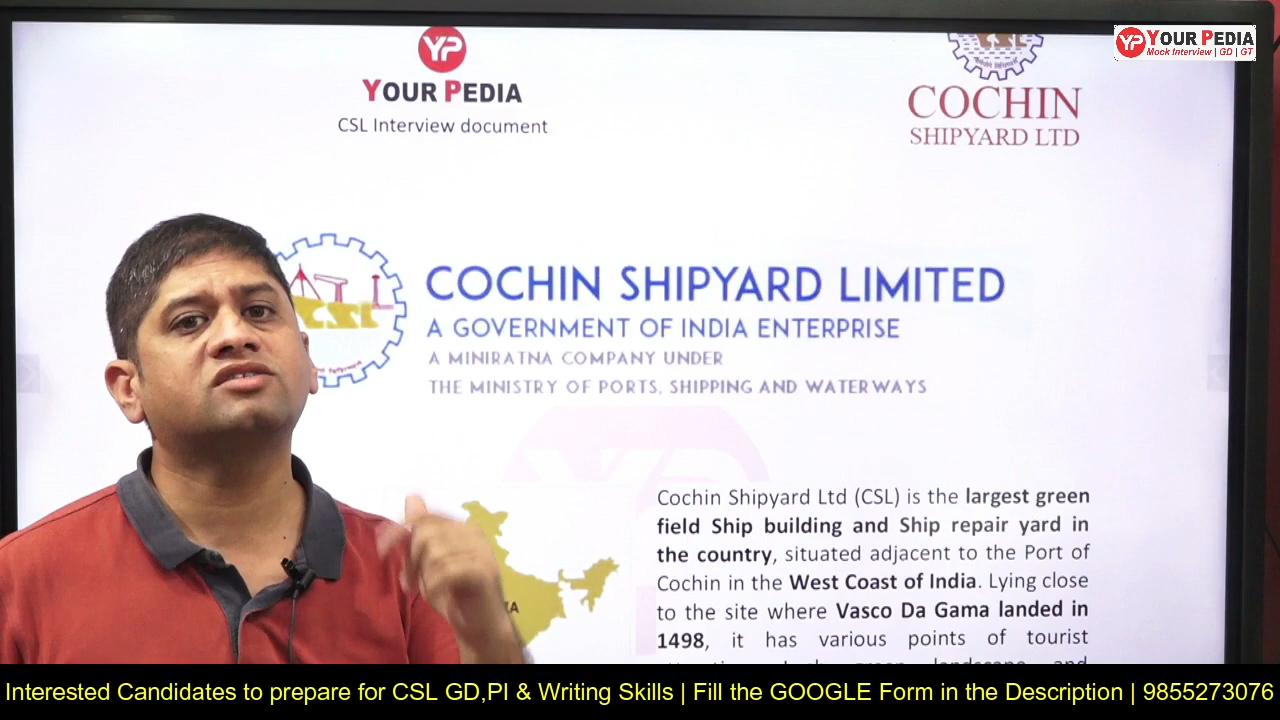 YP
YOUR PEDIA
CSL Interview document
COCHIN
SHIPYARD LTD
YP YOUR PEDIA
Mock Interview | GD | GT
CSL
COCHIN SHIPYARD LIMITED
A GOVERNMENT OF INDIA ENTERPRISE
A MINIRATNA COMPANY UNDER
THE MINISTRY OF PORTS, SHIPPING AND WATERWAYS
Cochin Shipyard Ltd (CSL) is the largest green
field Ship building and Ship repair yard in
the country, situated adjacent to the Port of
Cochin in the West Coast of India. Lying close
to the site where Vasco Da Gama landed in
1498, it has various points of tourist
Interested Candidates to prepare for CSL GD,PI & Writing Skills | Fill the GOOGLE Form in the Description | 9855273076